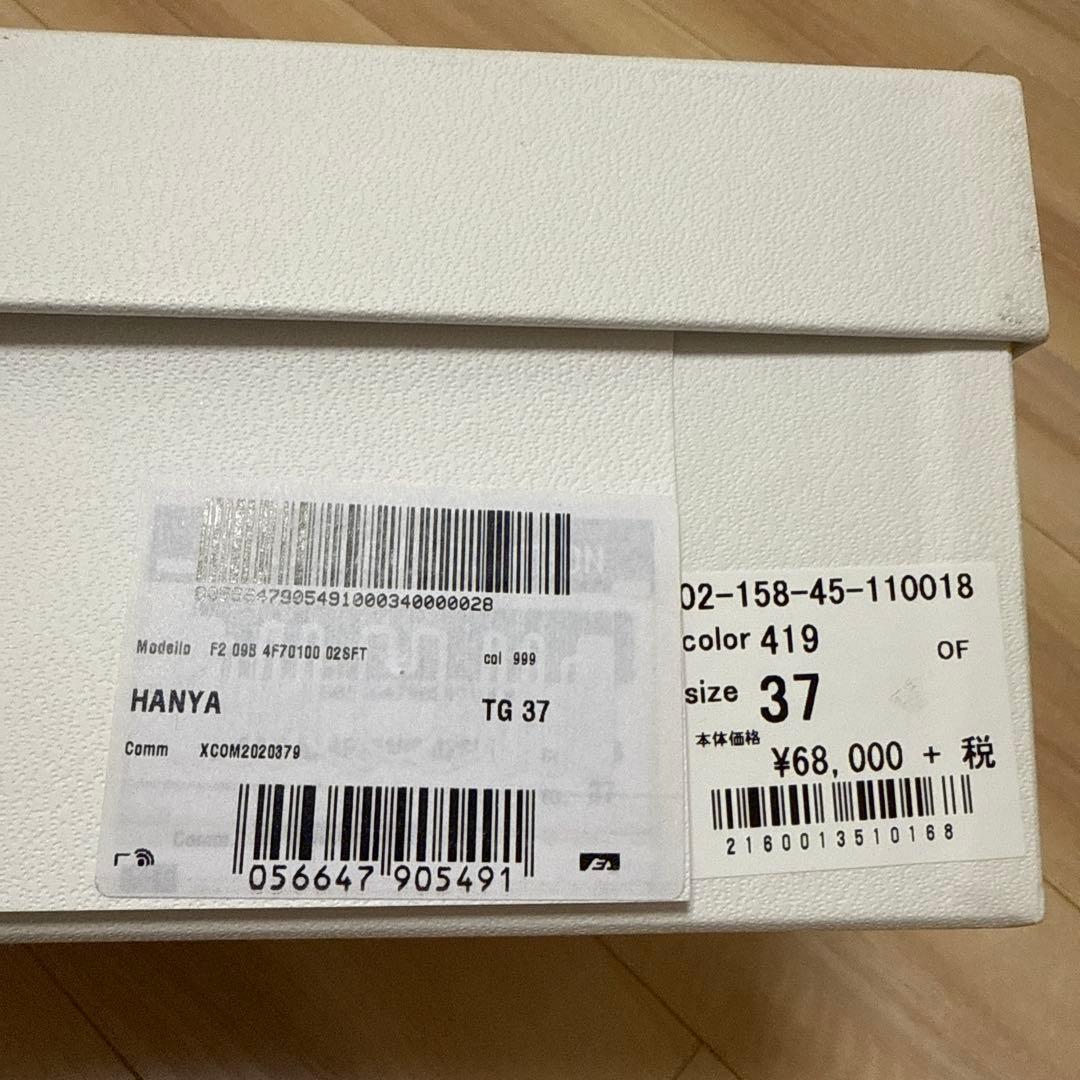 4790549100034000028
Modello F2 09B 4F70100 02SFT
col 999
HANYA
TG 37
Comm XCOM2020379
056647 905491
02-158-45-110018
color 419
OF
size 37
本体価格
¥68,000 + 税
2160013510168